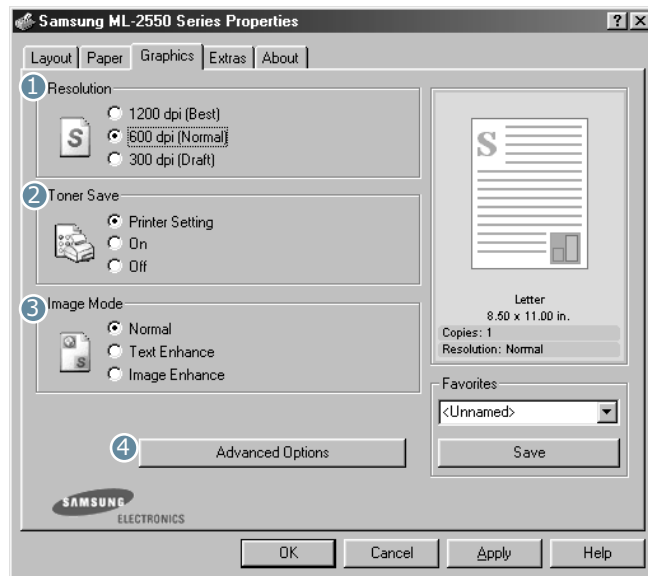 Samsung ML-2550 Series Properties
Layout Paper Graphics Extras About
1 Resolution
1200 dpi (Best)
600 dpi (Normal)
300 dpi (Draft)
S
2 Toner Save
Printer Setting
On
Off
3 Image Mode
Normal
Text Enhance
Image Enhance
S
4 Advanced Options
S
Letter
8.50 x 11.00 in.
Copies: 1
Resolution: Normal
Favorites
<Unnamed>
Save
SAMSUNG
ELECTRONICS
OK Cancel Apply Help